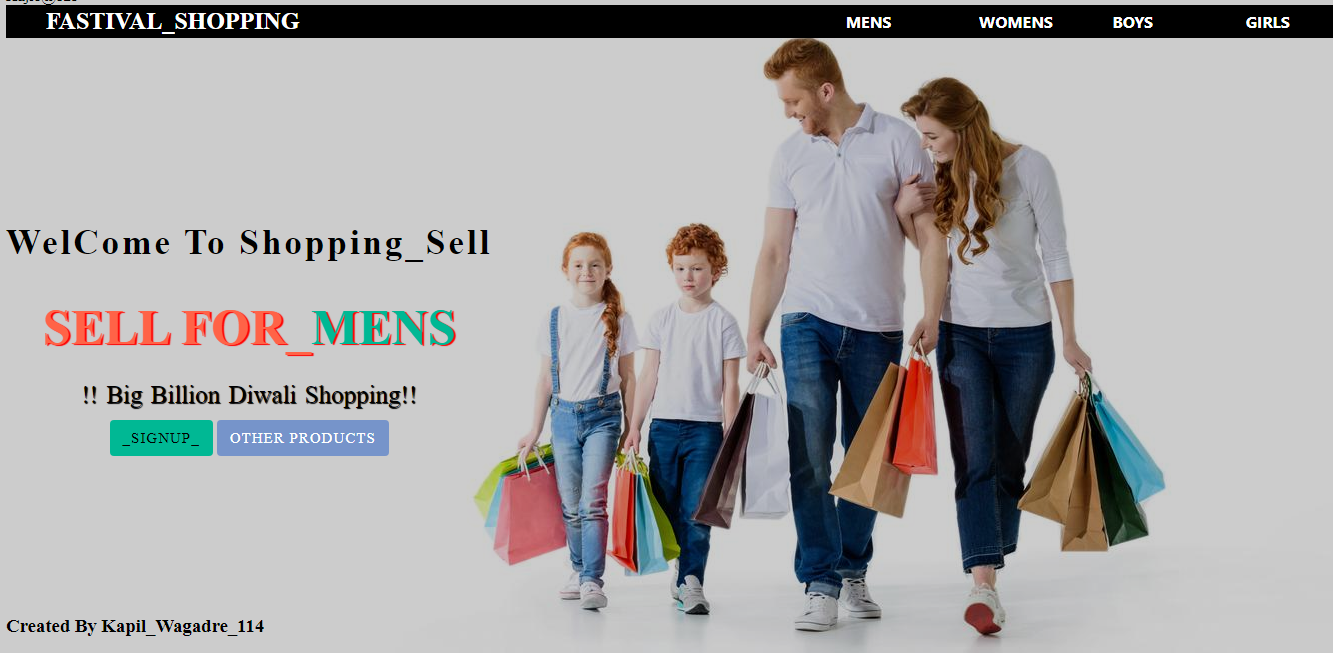 FASTIVAL_SHOPPING MENS WOMENS BOYS GIRLS
WelCome To Shopping_Sell
SELL FOR_MENS
!! Big Billion Diwali Shopping!!
_SIGNUP_ OTHER PRODUCTS
Created By Kapil_Wagadre_114